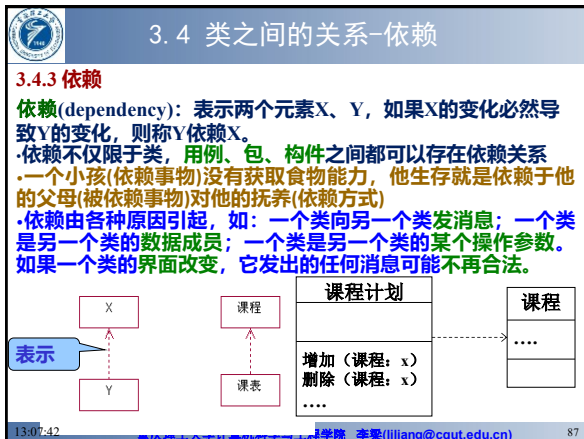 3.4 类之间的关系-依赖
3.4.3 依赖
依赖(dependency)：表示两个元素X、Y，如果X的变化必然导
致Y的变化，则称Y依赖X。
·依赖不仅限于类，用例、包、构件之间都可以存在依赖关系
·一个小孩(依赖事物)没有获取食物能力，他生存就是依赖于他
的父母(被依赖事物)对他的抚养(依赖方式)
·依赖由各种原因引起，如：一个类向另一个类发消息；一个类
是另一个类的数据成员；一个类是另一个类的某个操作参数。
如果一个类的界面改变，它发出的任何消息可能不再合法。
X
Y
表示
课程
课表
课程计划
增加（课程：x）
删除（课程：x）
....
课程
....
13:07:42
学院 李梁(liliang@cqut.edu.cn)
87